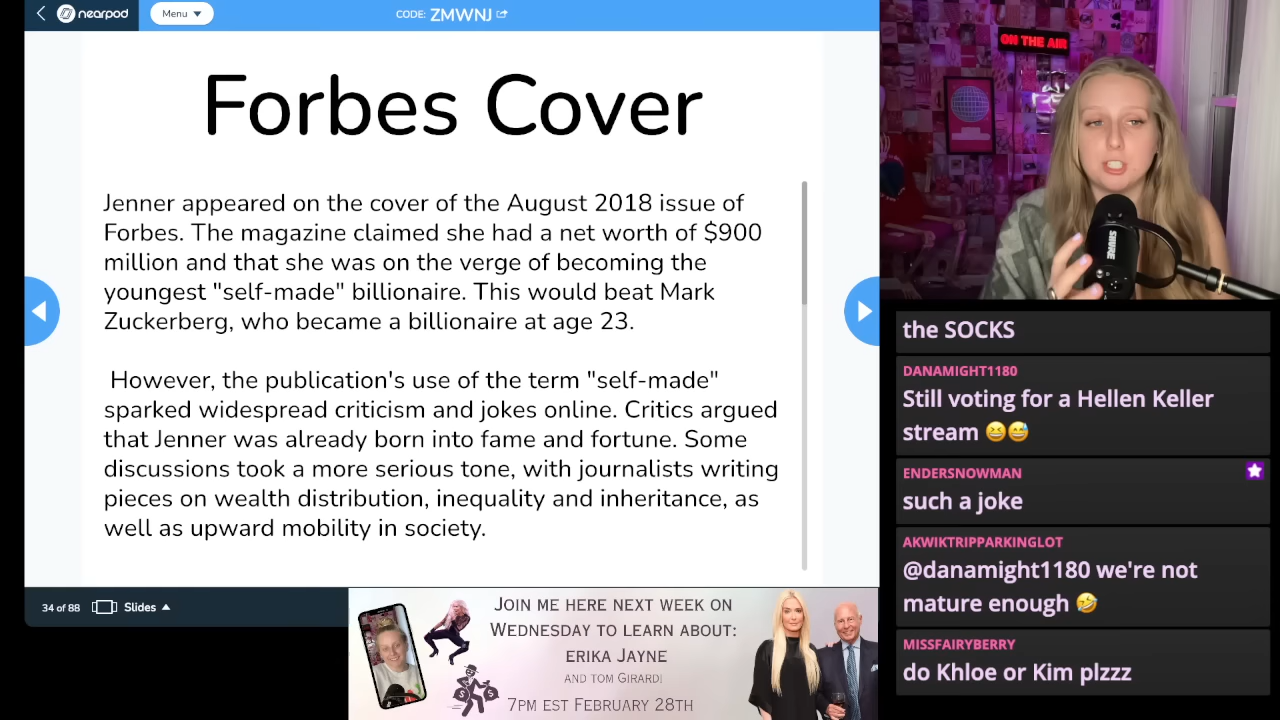 nearpod
Menu
CODE: ZMWNJ
Forbes Cover
Jenner appeared on the cover of the August 2018 issue of
Forbes. The magazine claimed she had a net worth of $900
million and that she was on the verge of becoming the
youngest "self-made" billionaire. This would beat Mark
Zuckerberg, who became a billionaire at age 23.
However, the publication's use of the term "self-made"
sparked widespread criticism and jokes online. Critics argued
that Jenner was already born into fame and fortune. Some
discussions took a more serious tone, with journalists writing
pieces on wealth distribution, inequality and inheritance, as
well as upward mobility in society.
34 of 88 Slides
JOIN ME HERE NEXT WEEK ON
WEDNESDAY TO LEARN ABOUT:
ERIKA JAYNE
AND TOM GIRARDI
7PM EST FEBRUARY 28TH
ON THE AIR
SHURE
the SOCKS
DANAMIGHT1180
Still voting for a Hellen Keller
stream 😆😅
ENDERSNOWMAN
such a joke
AKWIKTRIPPARKINGLOT
@danamight1180 we're not
mature enough 🤣
MISSFAIRYBERRY
do Khloe or Kim plzzz